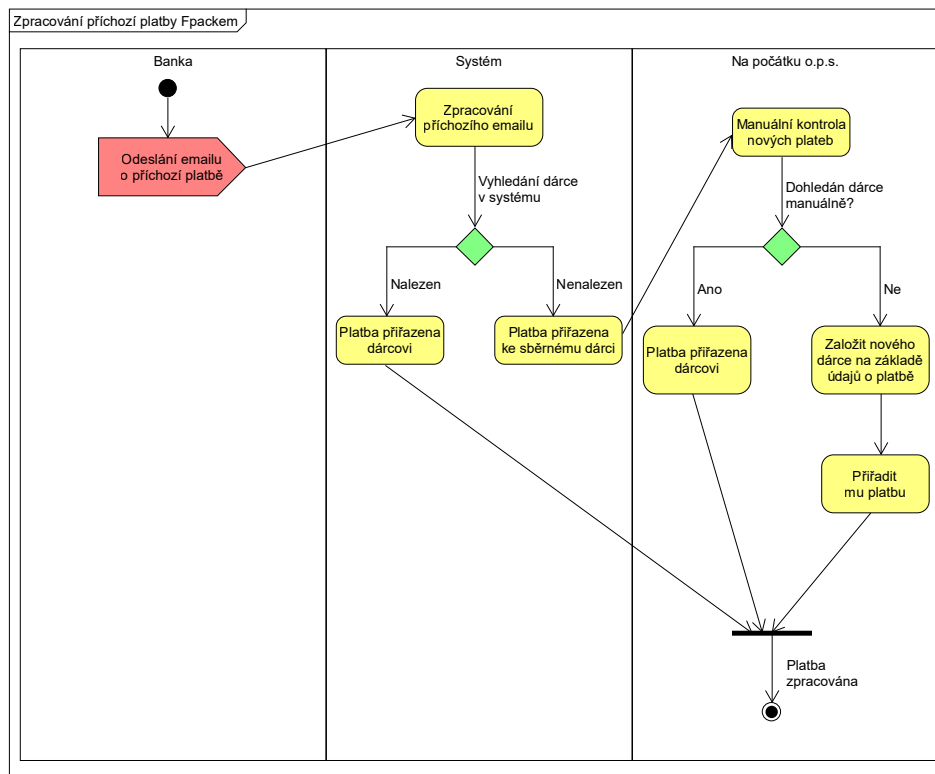 Zpracování příchozí platby Fpackem
Banka
Systém
Na počátku o.p.s.
Odeslání emailu
o příchozí platbě
Zpracování
příchozího emailu
Vyhledání dárce
v systému
Nalezen
Nenalezen
Platba přiřazena
dárcovi
Platba přiřazena
ke sběrnému dárci
Manuální kontrola
nových plateb
Dohledán dárce
manuálně?
Ano
Ne
Platba přiřazena
dárcovi
Založit nového
dárce na základě
údajů o platbě
Přiřadit
mu platbu
Platba
zpracována